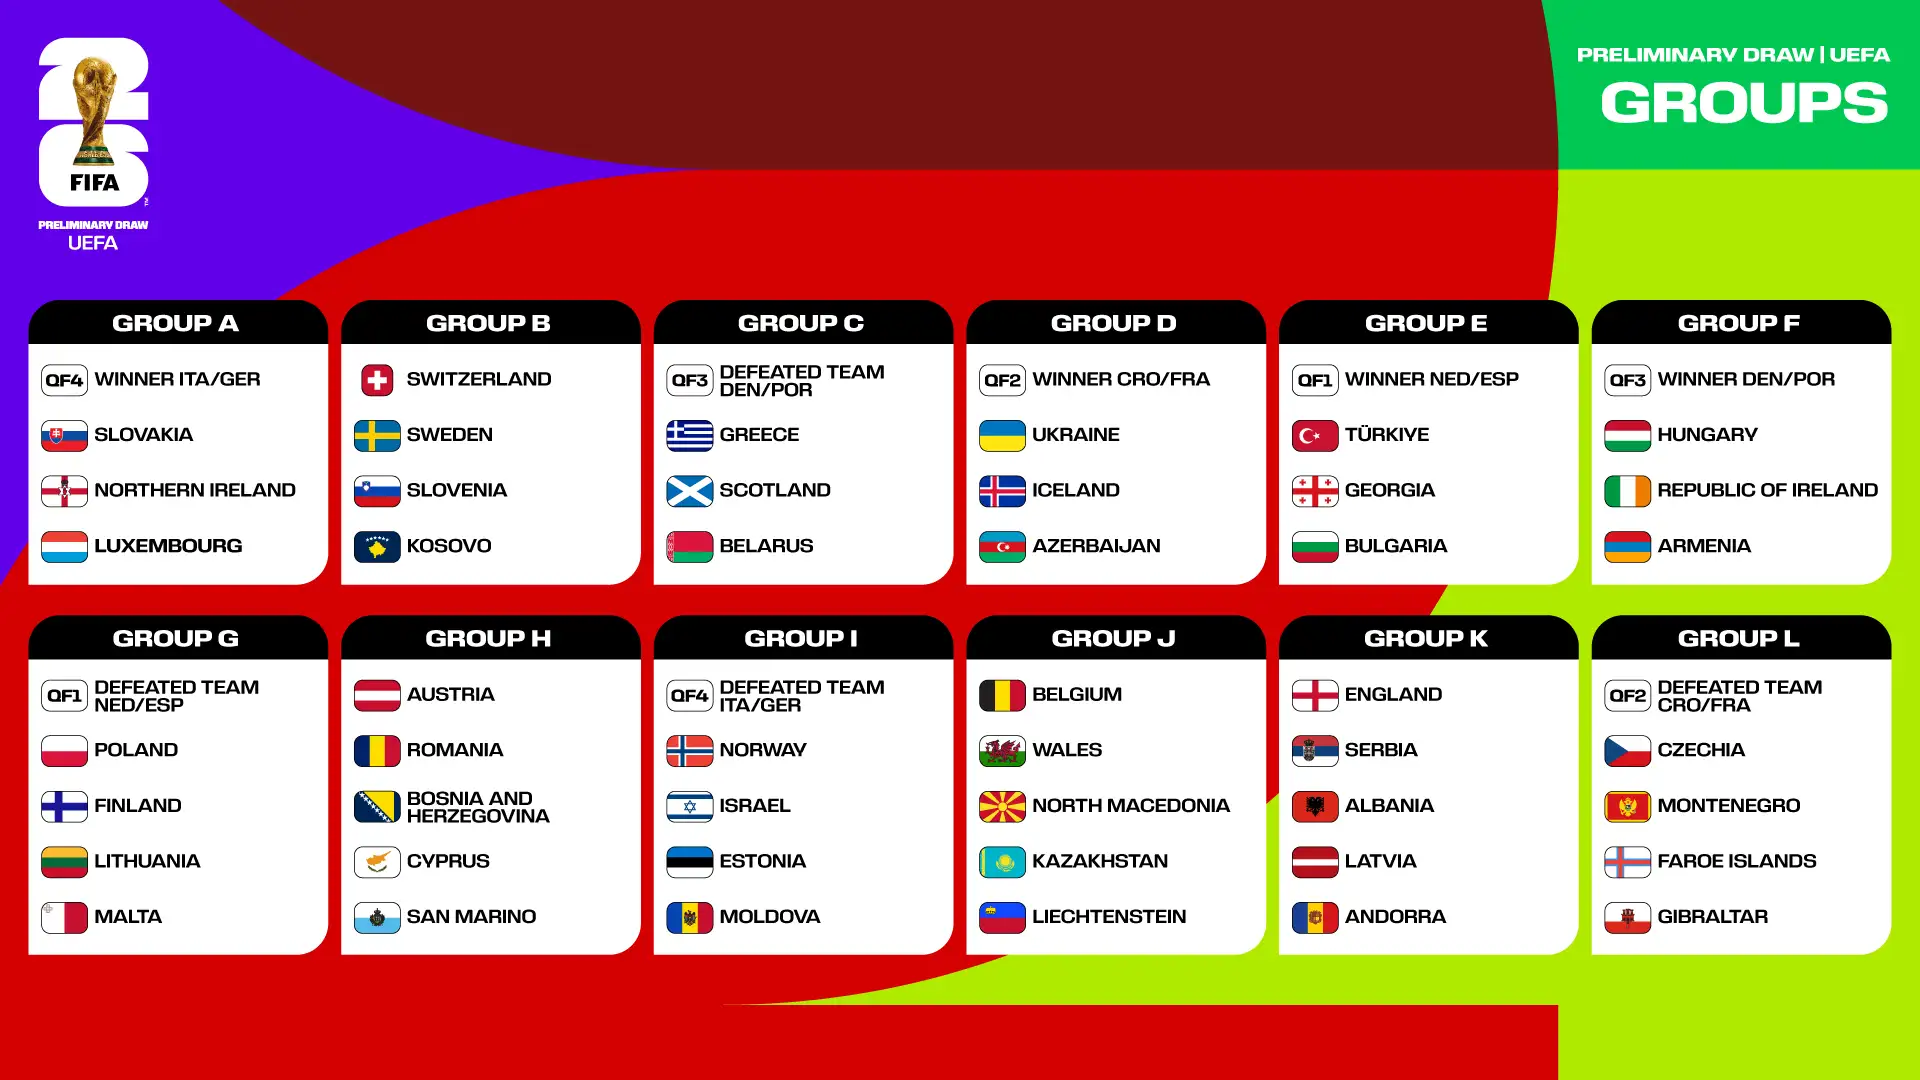 FIFA
TM
PRELIMINARY DRAW
UEFA
PRELIMINARY DRAW | UEFA
GROUPS
GROUP A
QF4 WINNER ITA/GER
SLOVAKIA
NORTHERN IRELAND
LUXEMBOURG
GROUP B
SWITZERLAND
SWEDEN
SLOVENIA
KOSOVO
GROUP C
QF3 DEFEATED TEAM
DEN/POR
GREECE
SCOTLAND
BELARUS
GROUP D
QF2 WINNER CRO/FRA
UKRAINE
ICELAND
AZERBAIJAN
GROUP E
QF1 WINNER NED/ESP
TÜRKIYE
GEORGIA
BULGARIA
GROUP F
QF3 WINNER DEN/POR
HUNGARY
REPUBLIC OF IRELAND
ARMENIA
GROUP G
QF1 DEFEATED TEAM
NED/ESP
POLAND
FINLAND
LITHUANIA
MALTA
GROUP H
AUSTRIA
ROMANIA
BOSNIA AND
HERZEGOVINA
CYPRUS
SAN MARINO
GROUP I
QF4 DEFEATED TEAM
ITA/GER
NORWAY
ISRAEL
ESTONIA
MOLDOVA
GROUP J
BELGIUM
WALES
NORTH MACEDONIA
KAZAKHSTAN
LIECHTENSTEIN
GROUP K
ENGLAND
SERBIA
ALBANIA
LATVIA
ANDORRA
GROUP L
QF2 DEFEATED TEAM
CRO/FRA
CZECHIA
MONTENEGRO
FAROE ISLANDS
GIBRALTAR